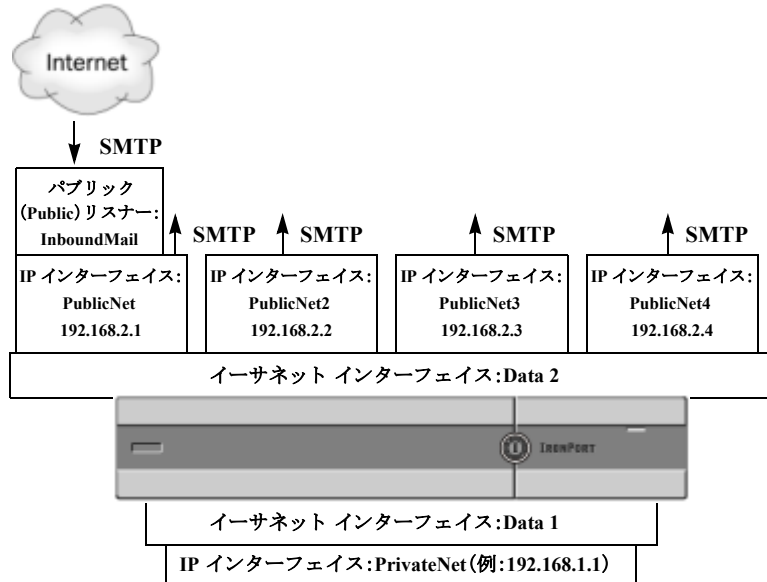 Internet
SMTP
パブリック
(Public)リスナー:
InboundMail
SMTP
SMTP
SMTP
SMTP
IP インターフェイス:
PublicNet
192.168.2.1
IP インターフェイス:
PublicNet2
192.168.2.2
IP インターフェイス:
PublicNet3
192.168.2.3
IP インターフェイス:
PublicNet4
192.168.2.4
イーサネット インターフェイス:Data 2
IRONPORT
イーサネット インターフェイス:Data 1
IP インターフェイス:PrivateNet(例:192.168.1.1)